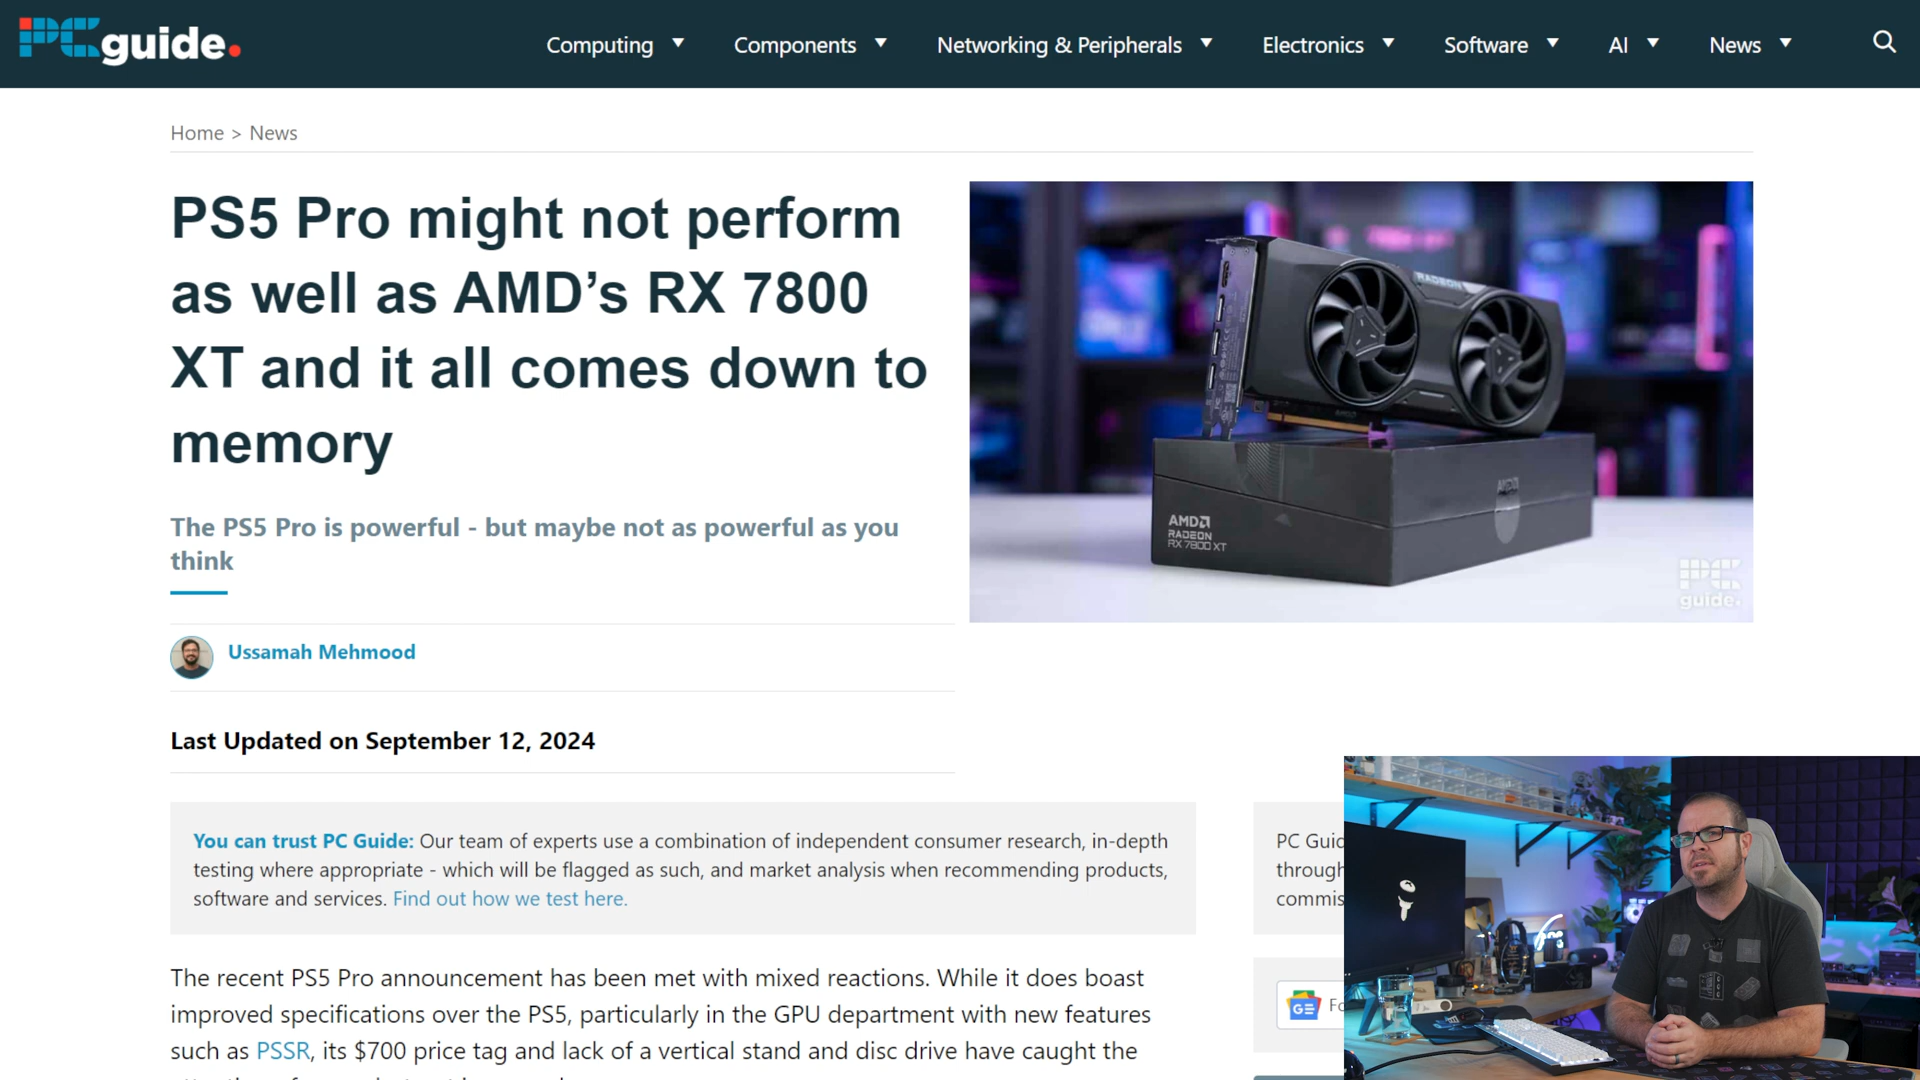 PCguide.
Computing
Components
Networking & Peripherals
Electronics
Software
AI
News
Home > News
PS5 Pro might not perform
as well as AMD’s RX 7800
XT and it all comes down to
memory
The PS5 Pro is powerful - but maybe not as powerful as you
think
Ussamah Mehmood
Last Updated on September 12, 2024
RADEON
AMD
RADEON
RX 7800 XT
PC
guide.
You can trust PC Guide: Our team of experts use a combination of independent consumer research, in-depth
testing where appropriate - which will be flagged as such, and market analysis when recommending products,
software and services. Find out how we test here.
PC Guid
through
commis
GE Fo
The recent PS5 Pro announcement has been met with mixed reactions. While it does boast
improved specifications over the PS5, particularly in the GPU department with new features
such as PSSR, its $700 price tag and lack of a vertical stand and disc drive have caught the